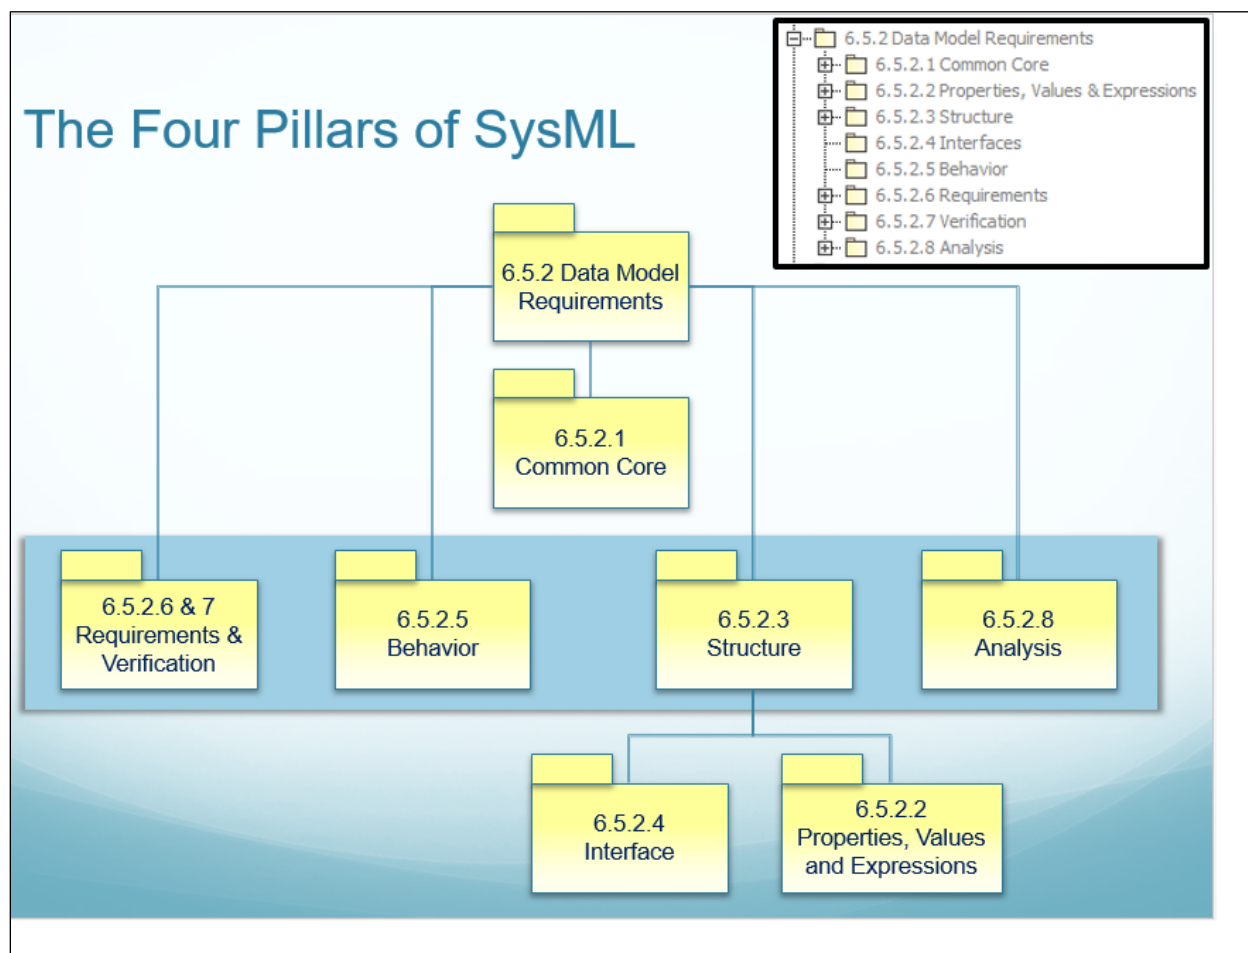 The Four Pillars of SysML
6.5.2 Data Model Requirements
6.5.2.1 Common Core
6.5.2.2 Properties, Values & Expressions
6.5.2.3 Structure
6.5.2.4 Interfaces
6.5.2.5 Behavior
6.5.2.6 Requirements
6.5.2.7 Verification
6.5.2.8 Analysis
6.5.2 Data Model
Requirements
6.5.2.1
Common Core
6.5.2.6 & 7
Requirements &
Verification
6.5.2.5
Behavior
6.5.2.3
Structure
6.5.2.8
Analysis
6.5.2.4
Interface
6.5.2.2
Properties, Values
and Expressions